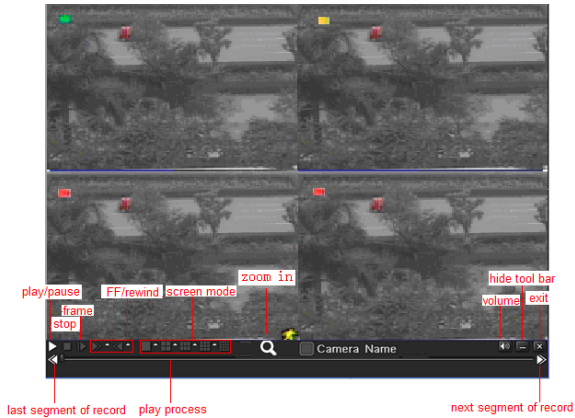 zoom in
hide tool bar
play/pause
FF/rewind
screen mode
volume
exit
frame
stop
Camera Name
last segment of record
play process
next segment of record